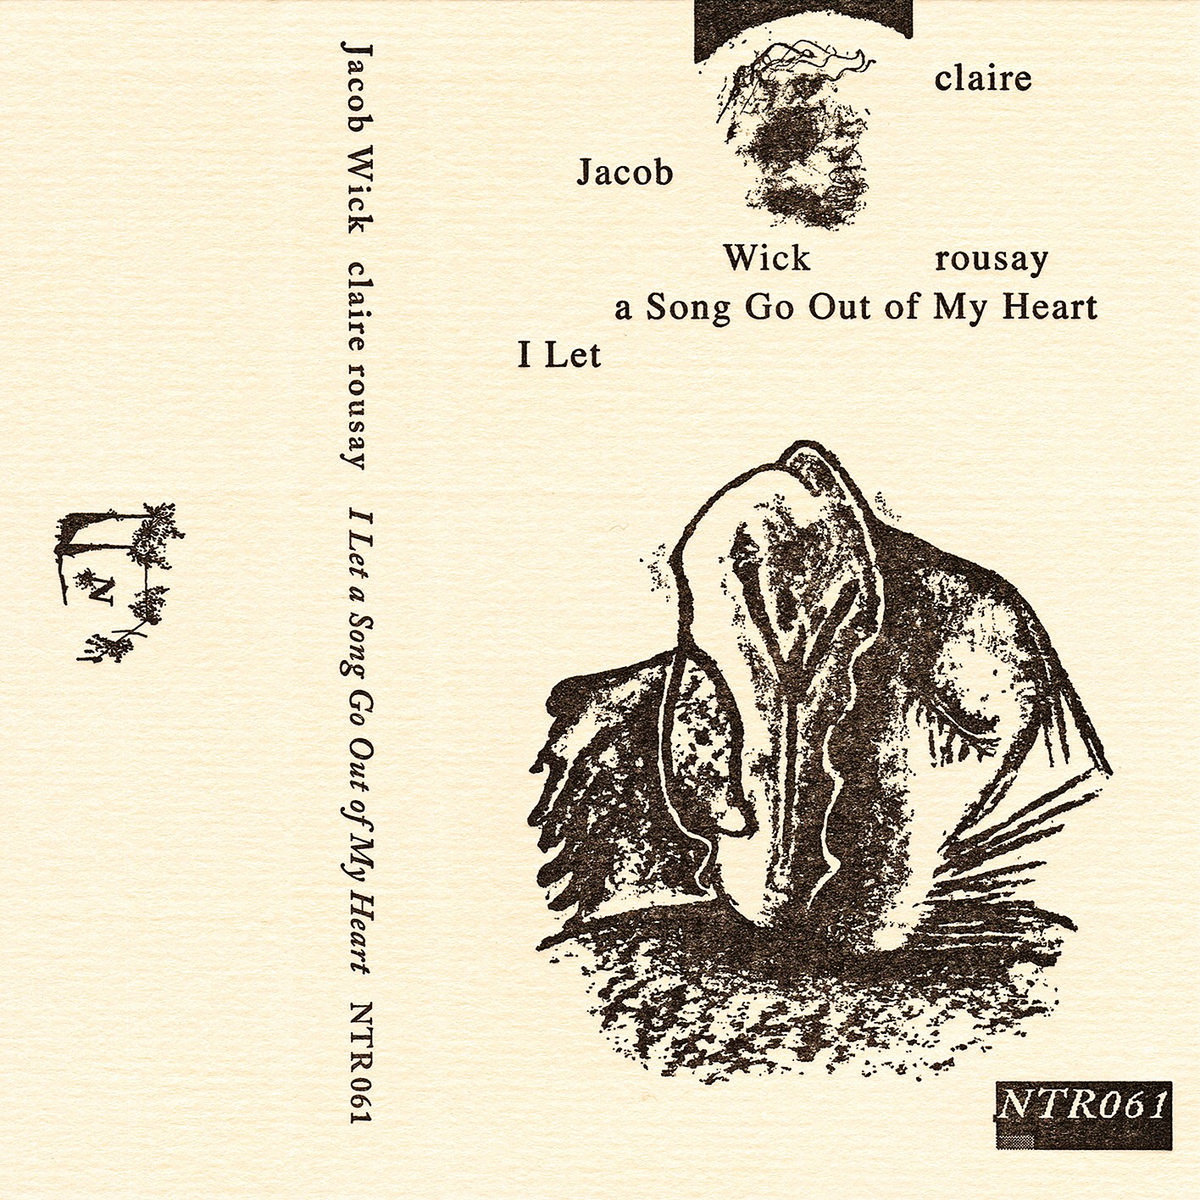 Jacob Wick claire rousay I Let a Song Go Out of My Heart NTR061
N
claire
Jacob
Wick rousay
a Song Go Out of My Heart
I Let
NTR061